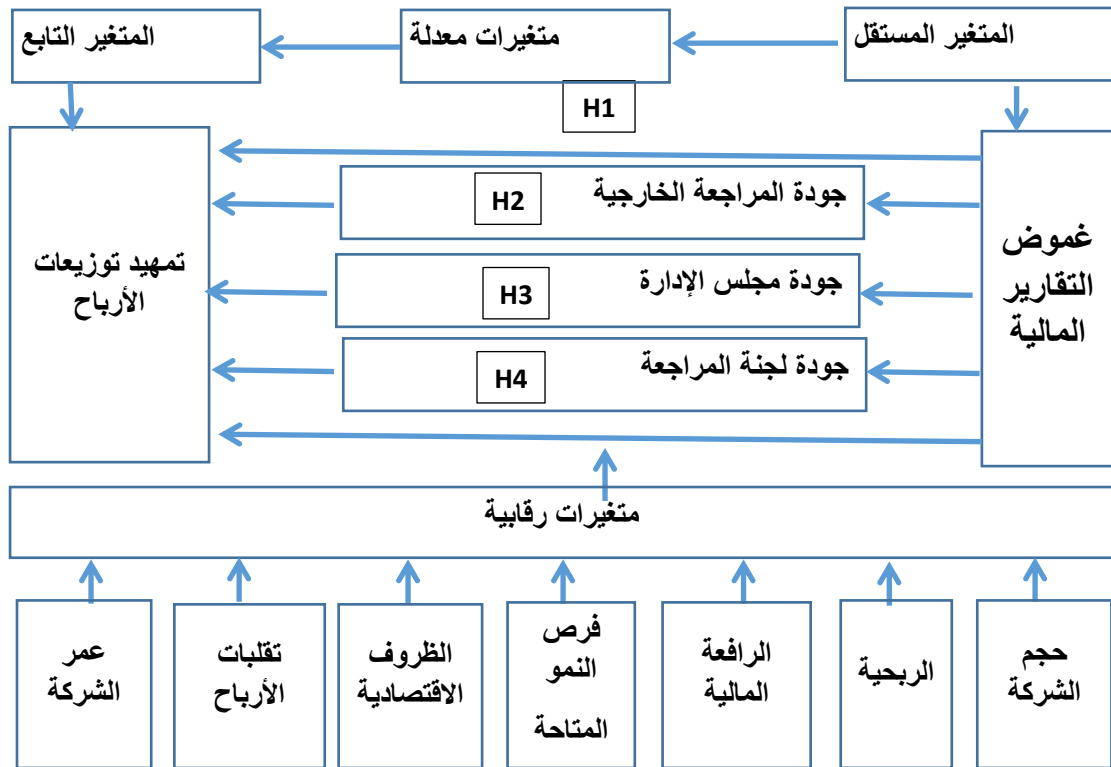 المتغير المستقل
متغيرات معدلة
المتغير التابع
H1
غموض
التقارير
المالية
جودة المراجعة الخارجية
H2
جودة مجلس الإدارة
H3
جودة لجنة المراجعة
H4
تمهيد توزيعات
الأرباح
متغيرات رقابية
حجم
الشركة
الربحية
الرافعة
المالية
فرص
النمو
المتاحة
الظروف
الاقتصادية
تقلبات
الأرباح
عمر
الشركة